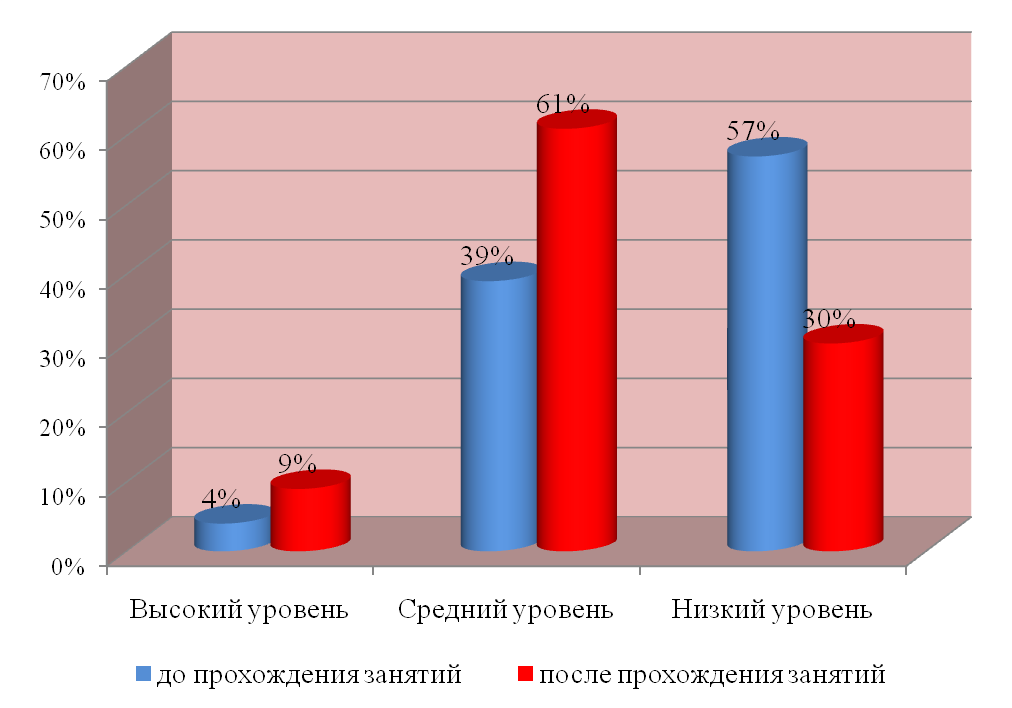 70%
60%
50%
40%
30%
20%
10%
0%
4%
9%
39%
61%
57%
30%
Высокий уровень
Средний уровень
Низкий уровень
до прохождения занятий
после прохождения занятий